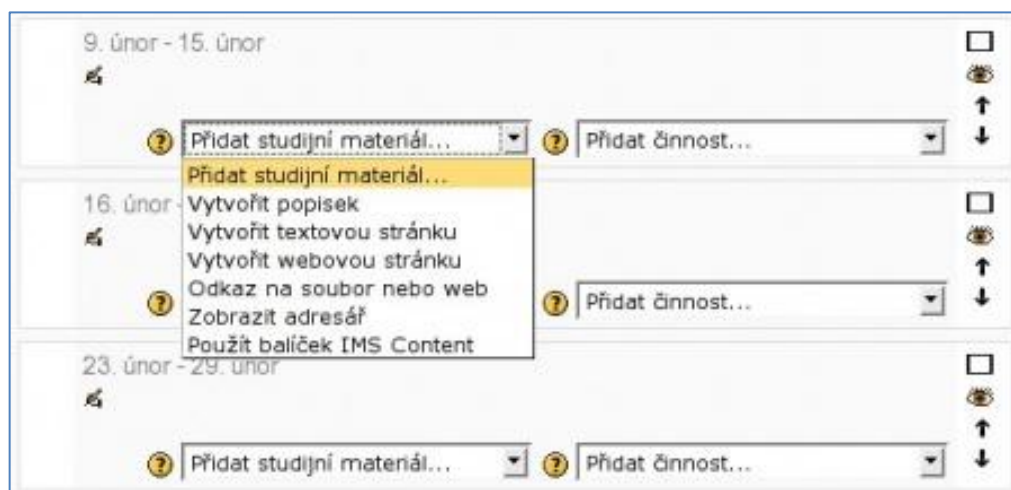 9. únor - 15. únor
Přidat studijní materiál... Přidat činnost...
Přidat studijní materiál...
Vytvořit popisek
Vytvořit textovou stránku
Vytvořit webovou stránku
Odkaz na soubor nebo web
Zobrazit adresář
Použít balíček IMS Content
16. únor -
Přidat činnost...
23. únor - 29. únor
Přidat studijní materiál... Přidat činnost...